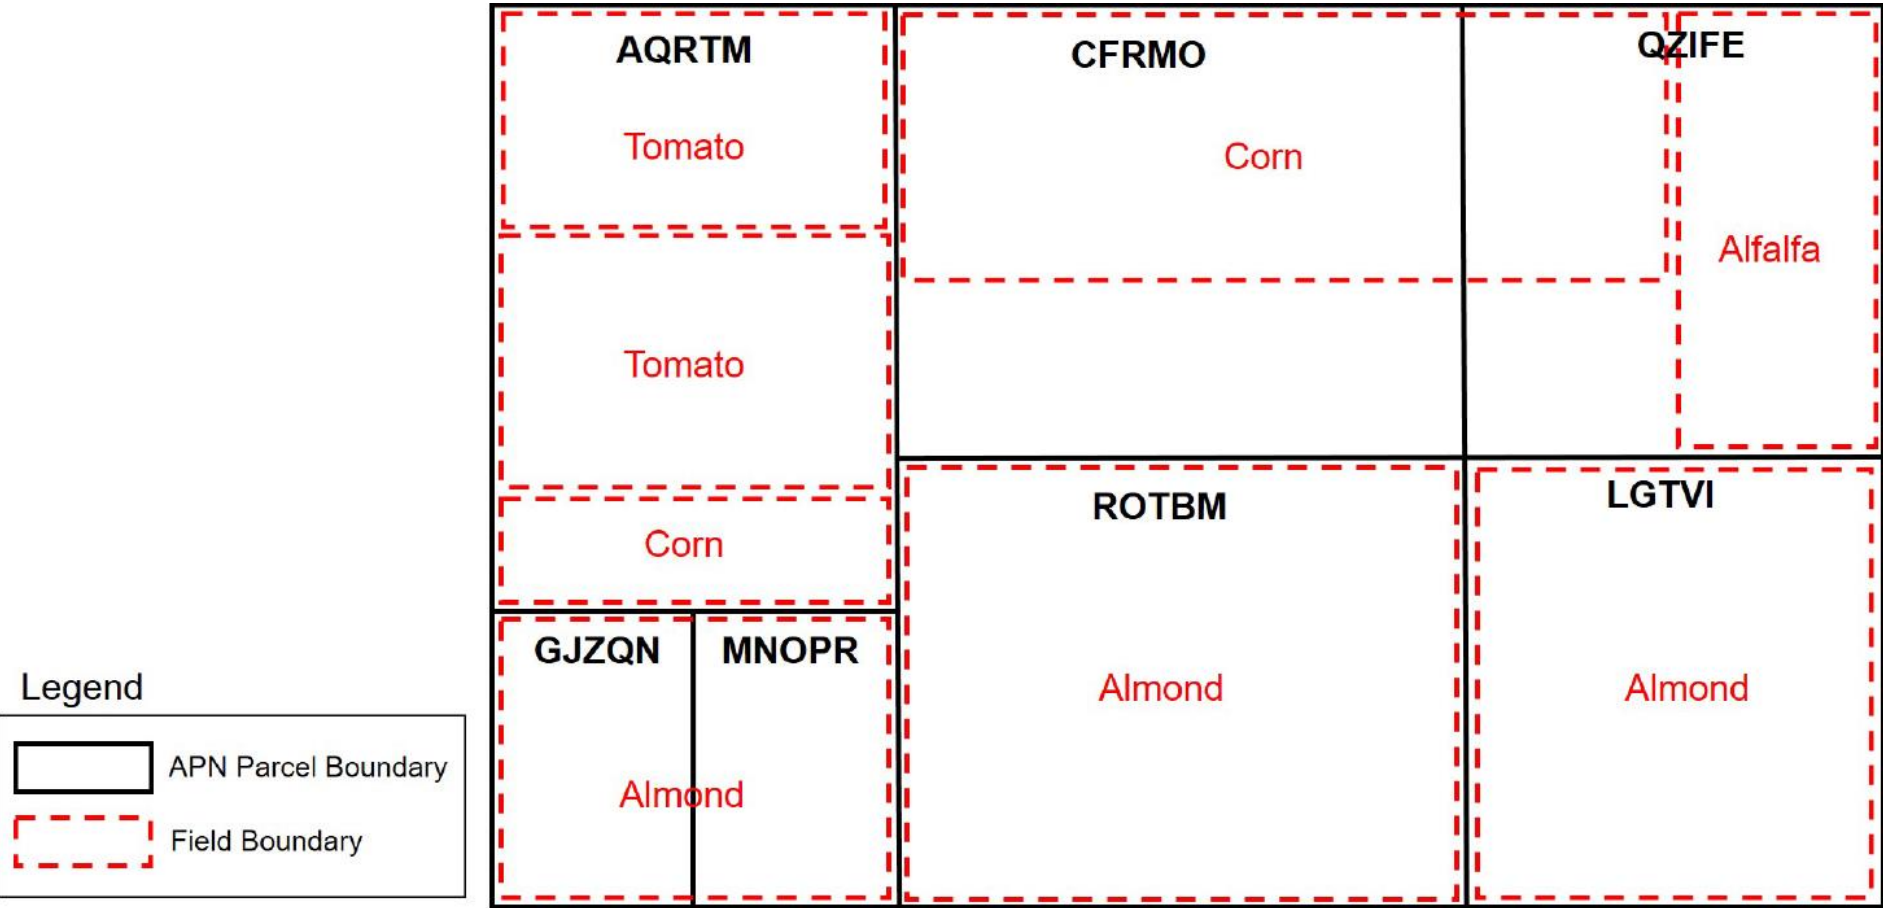 AQRTM
CFRMO
QZIFE
Tomato
Corn
Alfalfa
Tomato
ROTBM
LGTVI
Corn
GJZQN
MNOPR
Almond
Almond
Almond
Legend
APN Parcel Boundary
Field Boundary